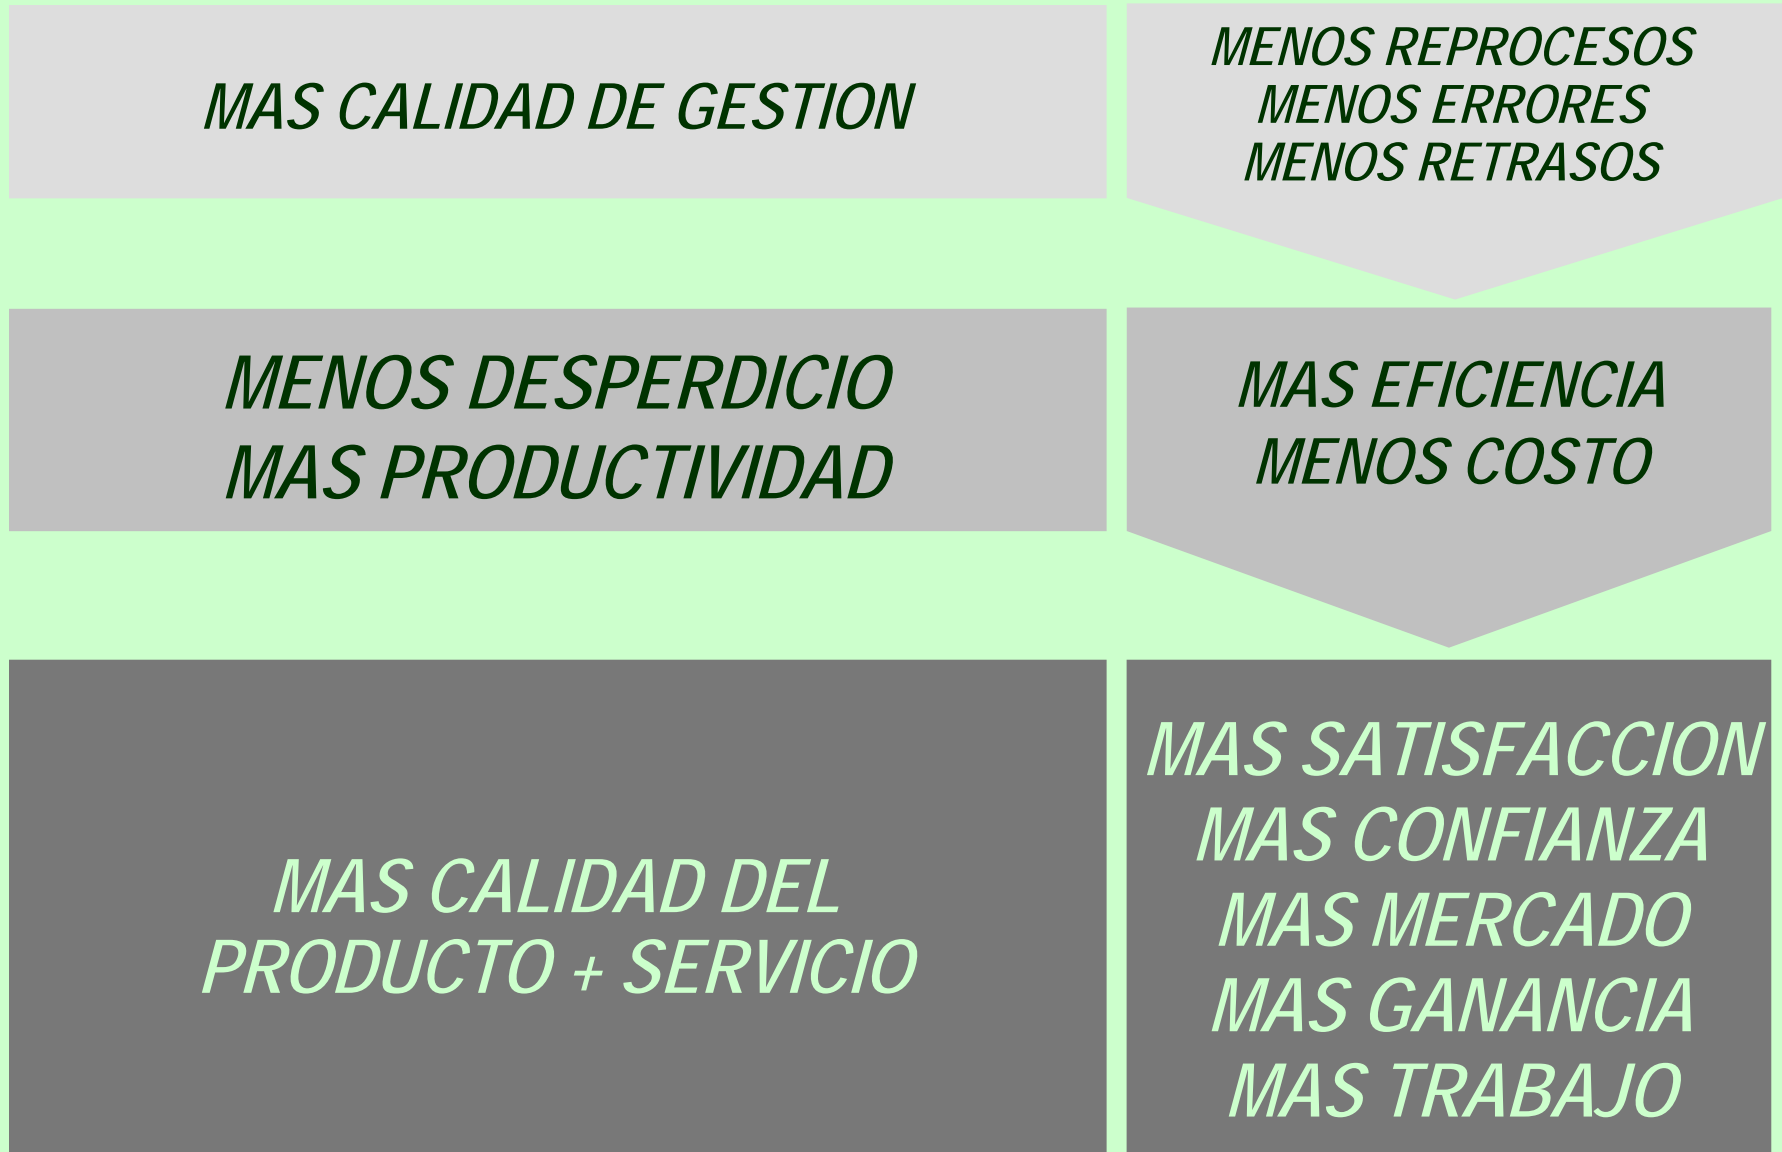 MAS CALIDAD DE GESTION
MENOS REPROCESOS
MENOS ERRORES
MENOS RETRASOS
MENOS DESPERDICIO
MAS PRODUCTIVIDAD
MAS EFICIENCIA
MENOS COSTO
MAS CALIDAD DEL
PRODUCTO + SERVICIO
MAS SATISFACCION
MAS CONFIANZA
MAS MERCADO
MAS GANANCIA
MAS TRABAJO